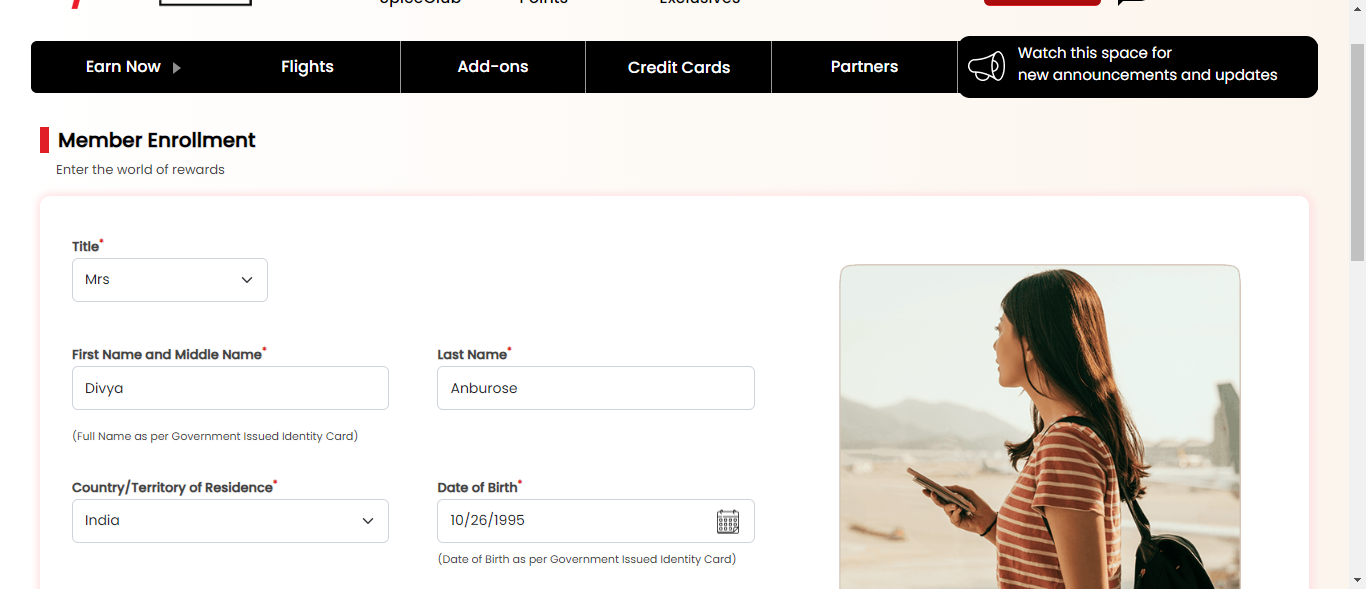 SpiceClub Points Exclusives
Earn Now Flights Add-ons Credit Cards Partners
Watch this space for
new announcements and updates
Member Enrollment
Enter the world of rewards
Title*
Mrs
First Name and Middle Name* Last Name*
Divya Anburose
(Full Name as per Government Issued Identity Card)
Country/Territory of Residence* Date of Birth*
India 10/26/1995
(Date of Birth as per Government Issued Identity Card)